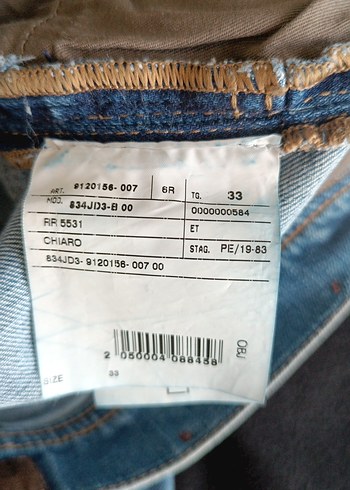 ART. 9120156-007 6R TG. 33
MOD. 834JD3-B 00 0000000584
RR 5531 ET
CHIARO STAG. PE/19-83
834JD3- 9120156- 007 00
2 050004 088458
OBJ
SIZE 33